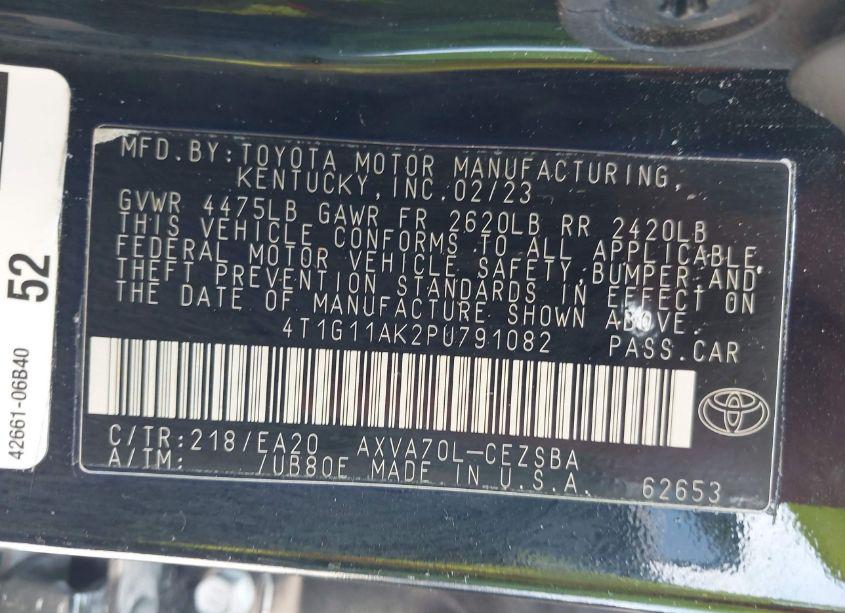 MFD.BY:TOYOTA MOTOR MANUFACTURING,
KENTUCKY,INC.02/23
GVWR 4475LB GAWR FR 2620LB RR 2420LB
THIS VEHICLE CONFORMS TO ALL APPLICABLE
FEDERAL MOTOR VEHICLE SAFETY,BUMPER,AND
THEFT PREVENTION STANDARDS IN EFFECT ON
THE DATE OF MANUFACTURE SHOWN ABOVE.
4T1G11AK2PU791082 PASS.CAR
C/TR:218/EA20 AXVA70L-CEZSBA
A/TM: /UB80E MADE IN U.S.A. 62653
52
42661-06B40